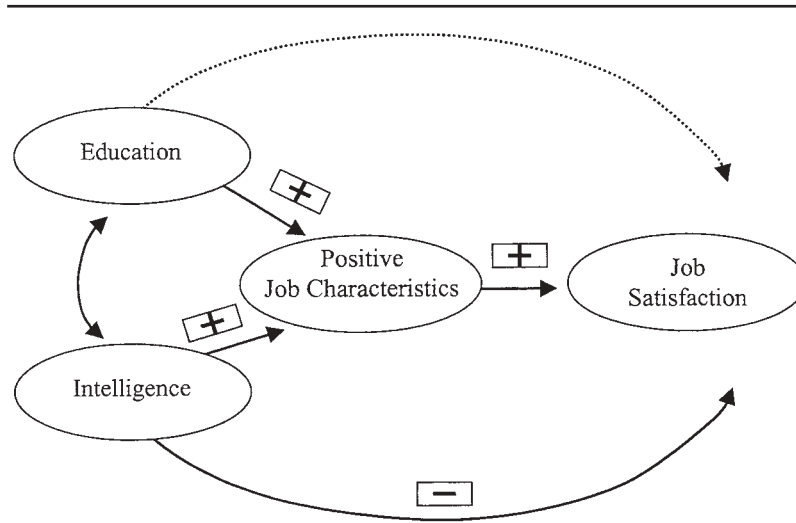 Education
+
Positive
Job Characteristics
+
Job
Satisfaction
+
Intelligence
−